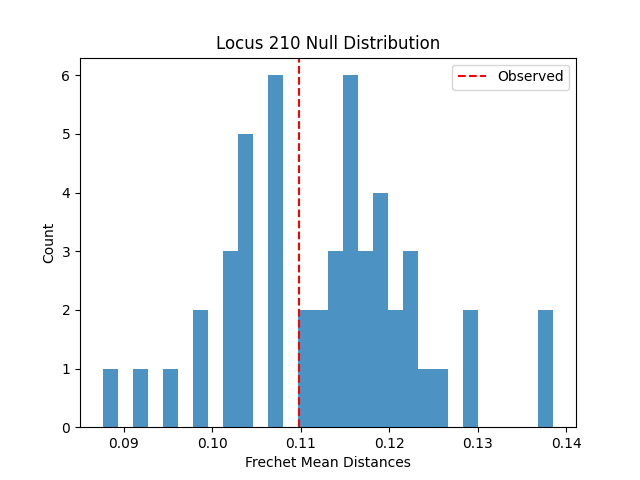 Locus 210 Null Distribution
Observed
6
5
4
3
2
1
0
Count
0.09 0.10 0.11 0.12 0.13 0.14
Frechet Mean Distances